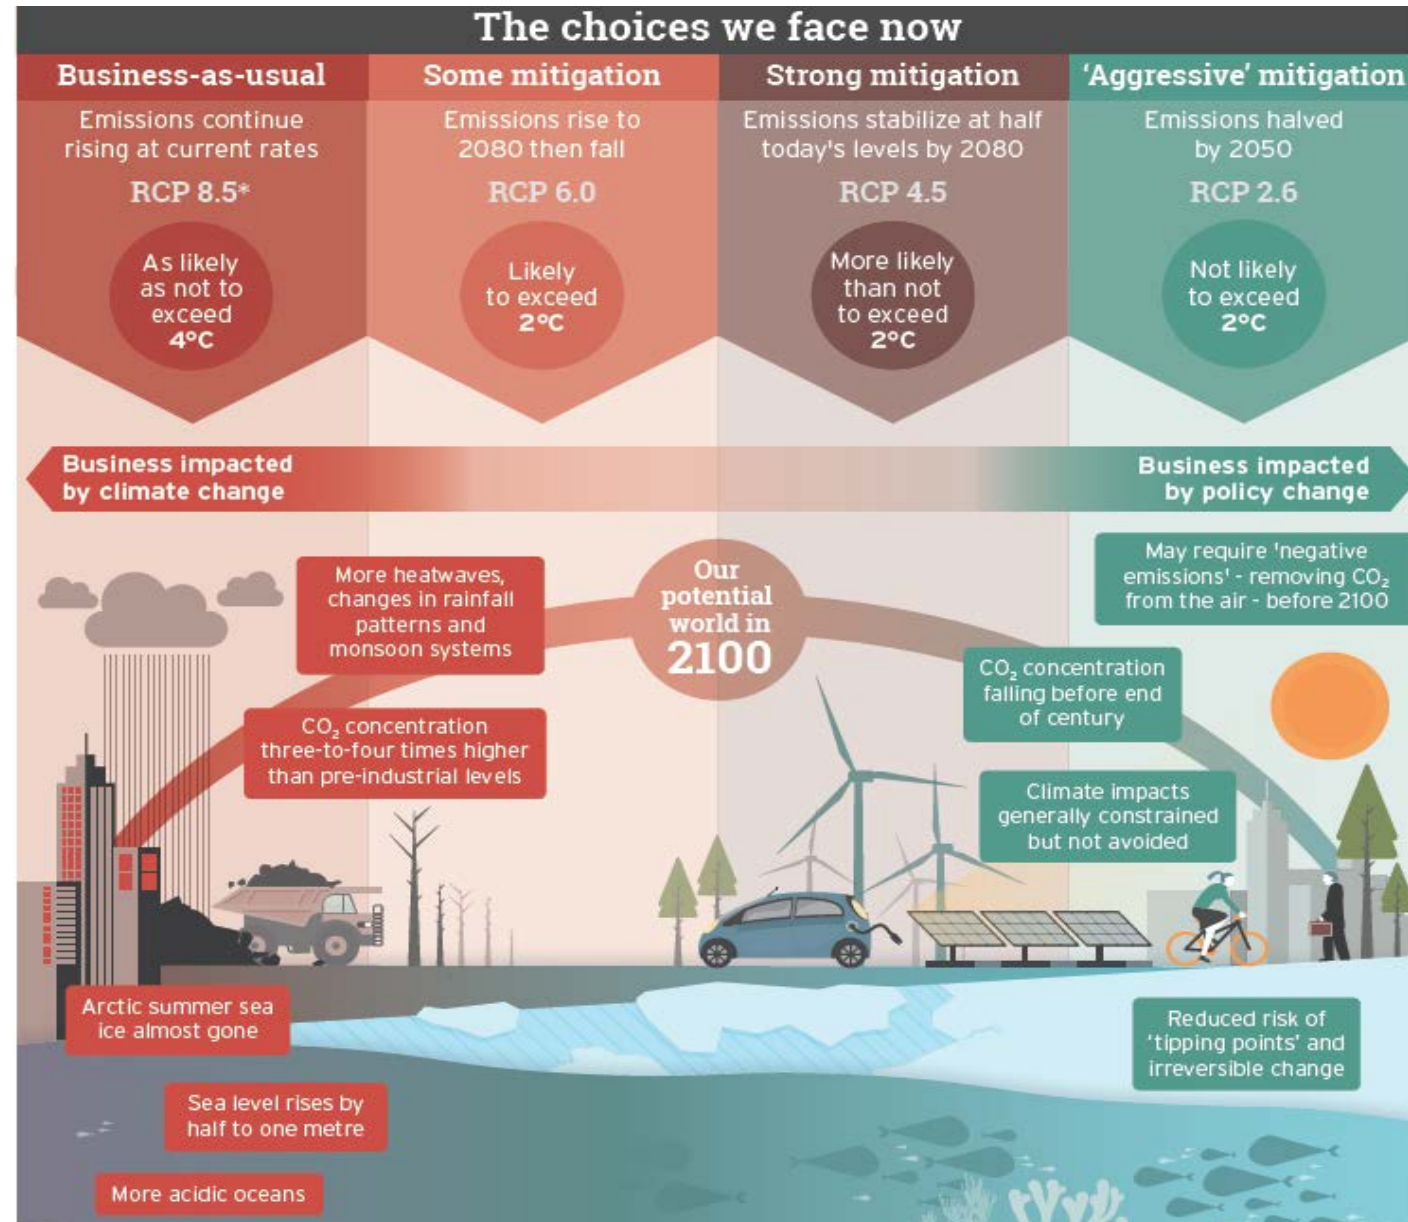 The choices we face now
Business-as-usual
Emissions continue
rising at current rates
RCP 8.5*
As likely
as not to
exceed
4°C
Some mitigation
Emissions rise to
2080 then fall
RCP 6.0
Likely
to exceed
2°C
Strong mitigation
Emissions stabilize at half
today's levels by 2080
RCP 4.5
More likely
than not
to exceed
2°C
‘Aggressive’ mitigation
Emissions halved
by 2050
RCP 2.6
Not likely
to exceed
2°C
Business impacted
by climate change
Business impacted
by policy change
More heatwaves,
changes in rainfall
patterns and
monsoon systems
CO₂ concentration
three-to-four times higher
than pre-industrial levels
Our
potential
world in
2100
May require 'negative
emissions' - removing CO₂
from the air - before 2100
CO₂ concentration
falling before end
of century
Climate impacts
generally constrained
but not avoided
Arctic summer sea
ice almost gone
Sea level rises by
half to one metre
More acidic oceans
Reduced risk of
‘tipping points’ and
irreversible change